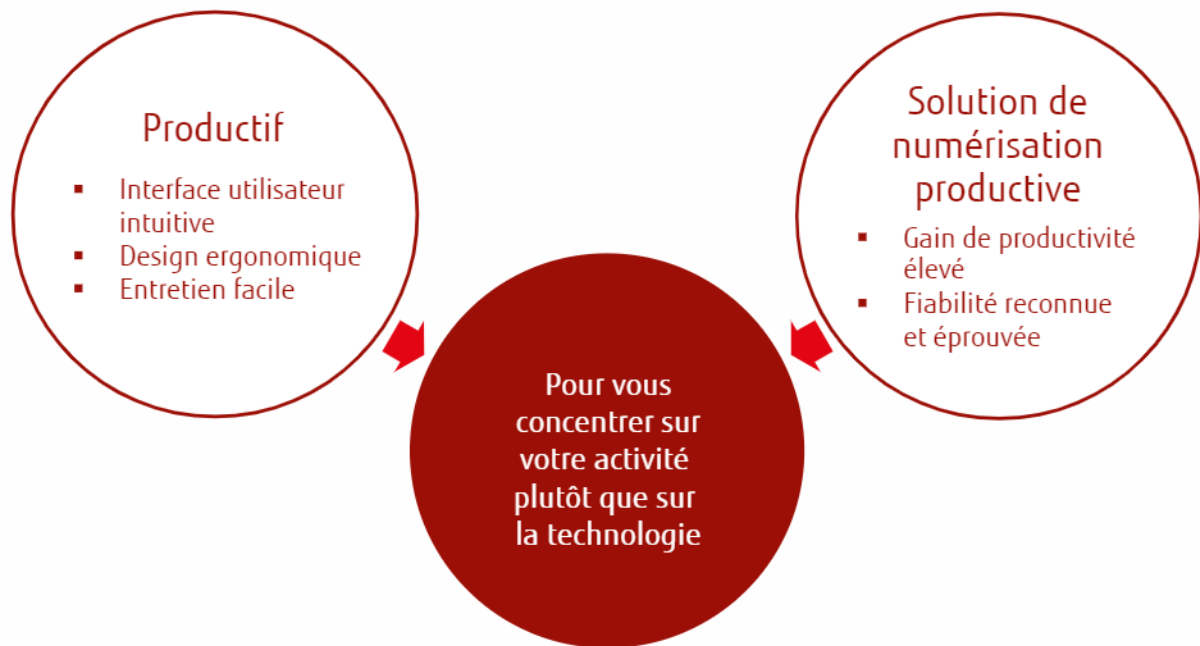 Productif
▪ Interface utilisateur
intuitive
▪ Design ergonomique
▪ Entretien facile
Solution de
numérisation
productive
▪ Gain de productivité
élevé
▪ Fiabilité reconnue
et éprouvée
Pour vous
concentrer sur
votre activité
plutôt que sur
la technologie